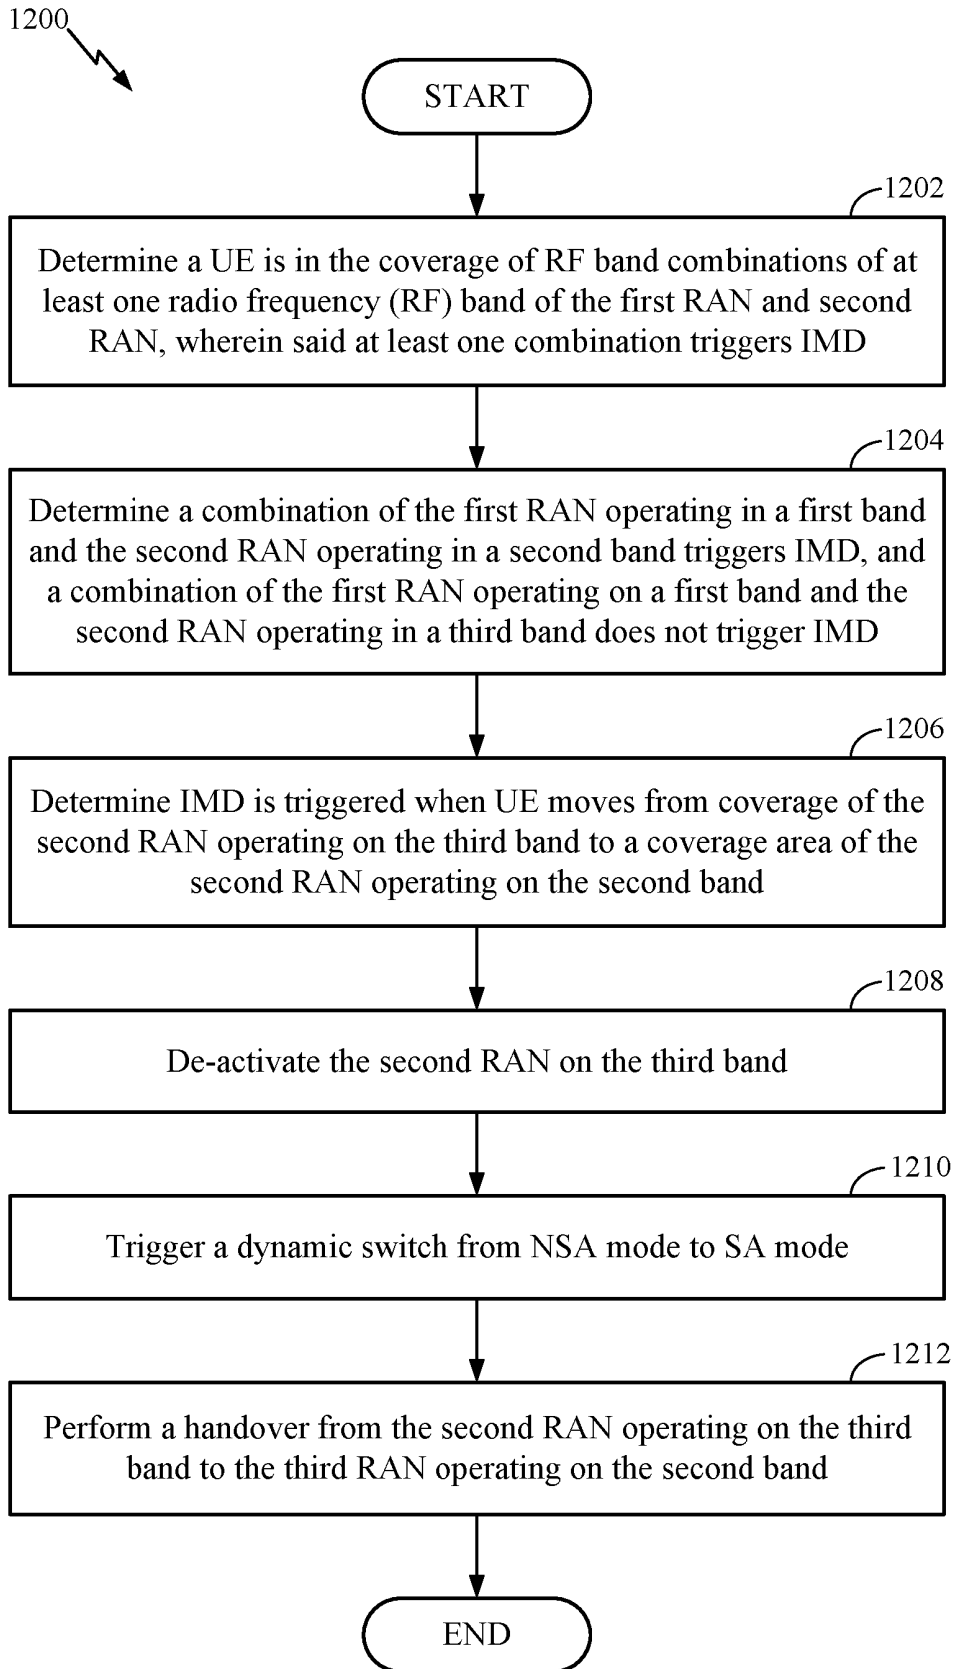 1200
START
1202
Determine a UE is in the coverage of RF band combinations of at
least one radio frequency (RF) band of the first RAN and second
RAN, wherein said at least one combination triggers IMD
1204
Determine a combination of the first RAN operating in a first band
and the second RAN operating in a second band triggers IMD, and
a combination of the first RAN operating on a first band and the
second RAN operating in a third band does not trigger IMD
1206
Determine IMD is triggered when UE moves from coverage of the
second RAN operating on the third band to a coverage area of the
second RAN operating on the second band
1208
De-activate the second RAN on the third band
1210
Trigger a dynamic switch from NSA mode to SA mode
1212
Perform a handover from the second RAN operating on the third
band to the third RAN operating on the second band
END